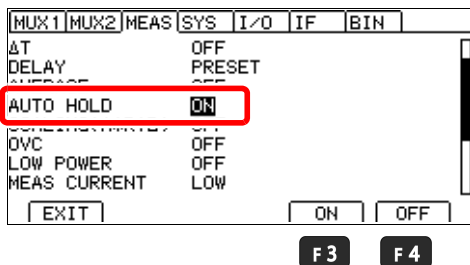 MUX1 MUX2 MEAS SYS I/O IF BIN
ΔT OFF
DELAY PRESET
AUTO HOLD ON
OVC OFF
LOW POWER OFF
MEAS CURRENT LOW
EXIT ON OFF
F3 F4